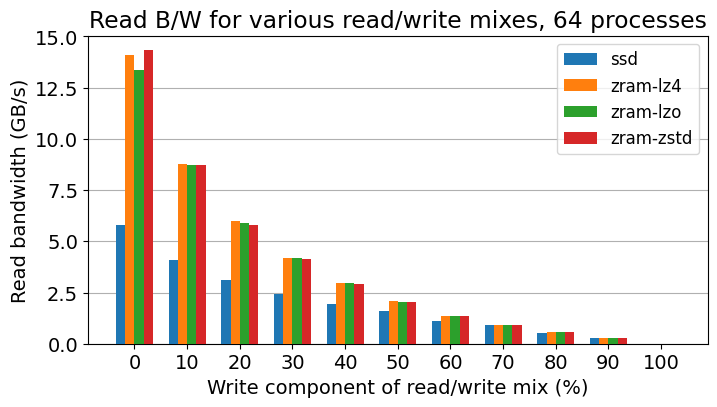 Read B/W for various read/write mixes, 64 processes
Read bandwidth (GB/s)
15.0
12.5
10.0
7.5
5.0
2.5
0.0
ssd
zram-lz4
zram-lzo
zram-zstd
0 10 20 30 40 50 60 70 80 90 100
Write component of read/write mix (%)